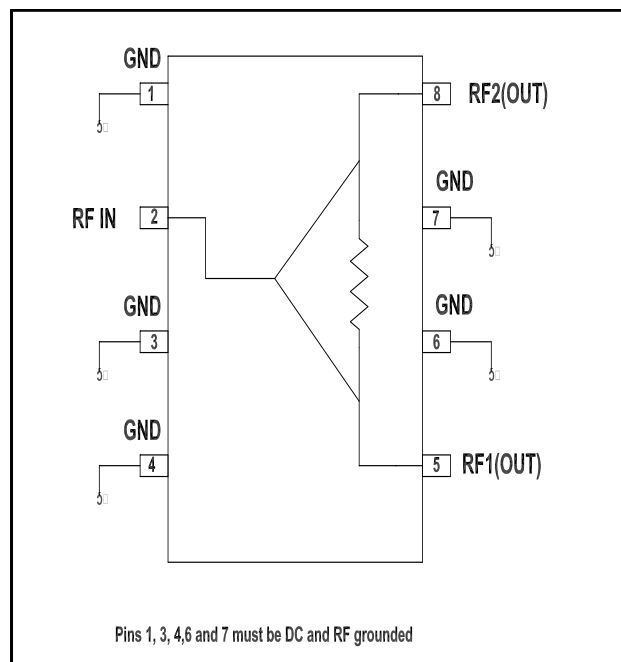 GND
1
8
RF2(OUT)
GND
RF IN
2
7
GND
GND
3
6
GND
4
5
RF1(OUT)
Pins 1, 3, 4,6 and 7 must be DC and RF grounded